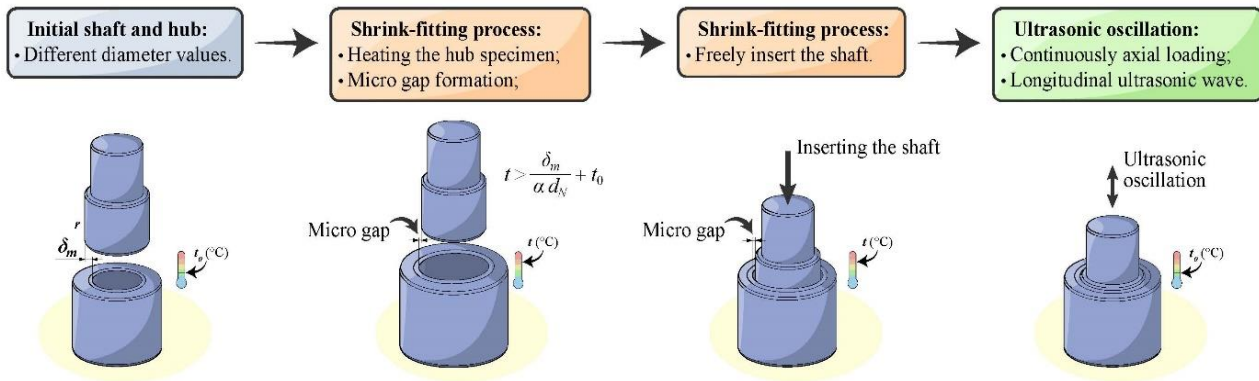 Initial shaft and hub:
• Different diameter values.
Shrink-fitting process:
• Heating the hub specimen;
• Micro gap formation;
Shrink-fitting process:
• Freely insert the shaft.
Ultrasonic oscillation:
• Continuously axial loading;
• Longitudinal ultrasonic wave.
r
δm
t₀ (°C)
t > δm / α dN + t₀
Micro gap
t (°C)
Inserting the shaft
Micro gap
t (°C)
Ultrasonic
oscillation
t₀ (°C)